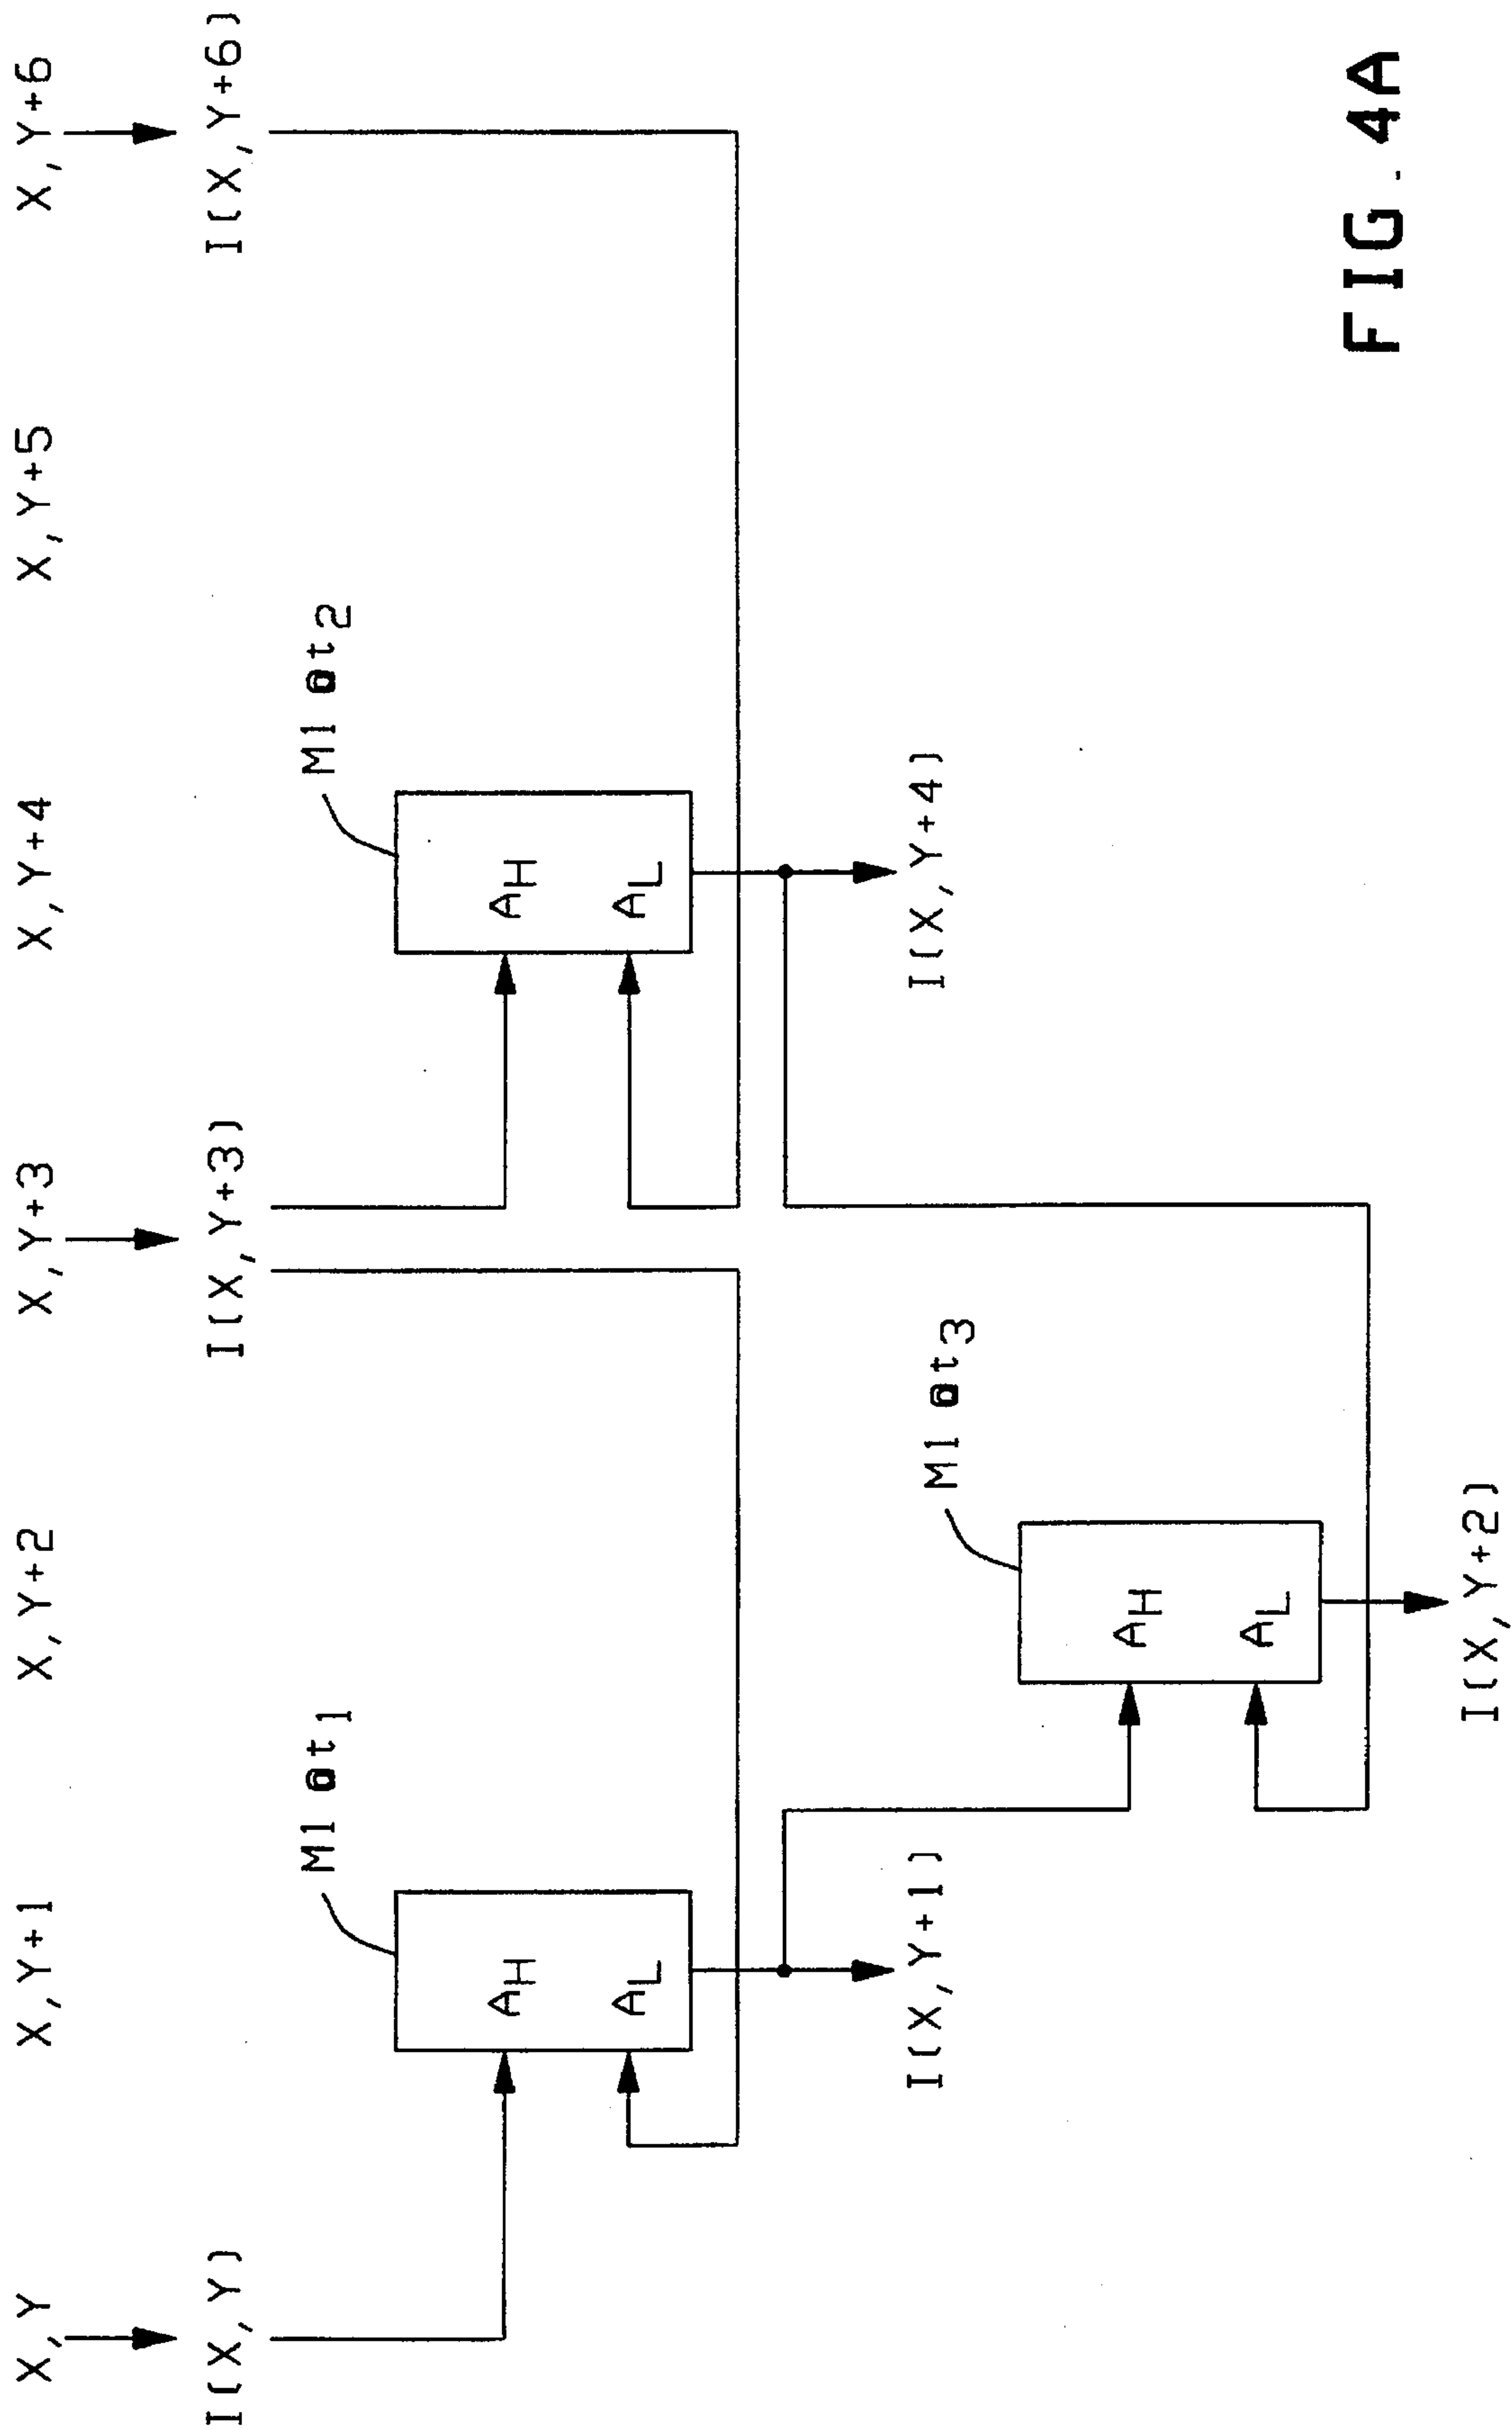 X,Y
X,Y+1
X,Y+2
X,Y+3
X,Y+4
X,Y+5
X,Y+6
I(X,Y)
I(X,Y+3)
I(X,Y+6)
M1@t1
M1@t2
AH
AL
AH
AL
I(X,Y+1)
I(X,Y+4)
M1@t3
AH
AL
I(X,Y+2)
FIG.4A